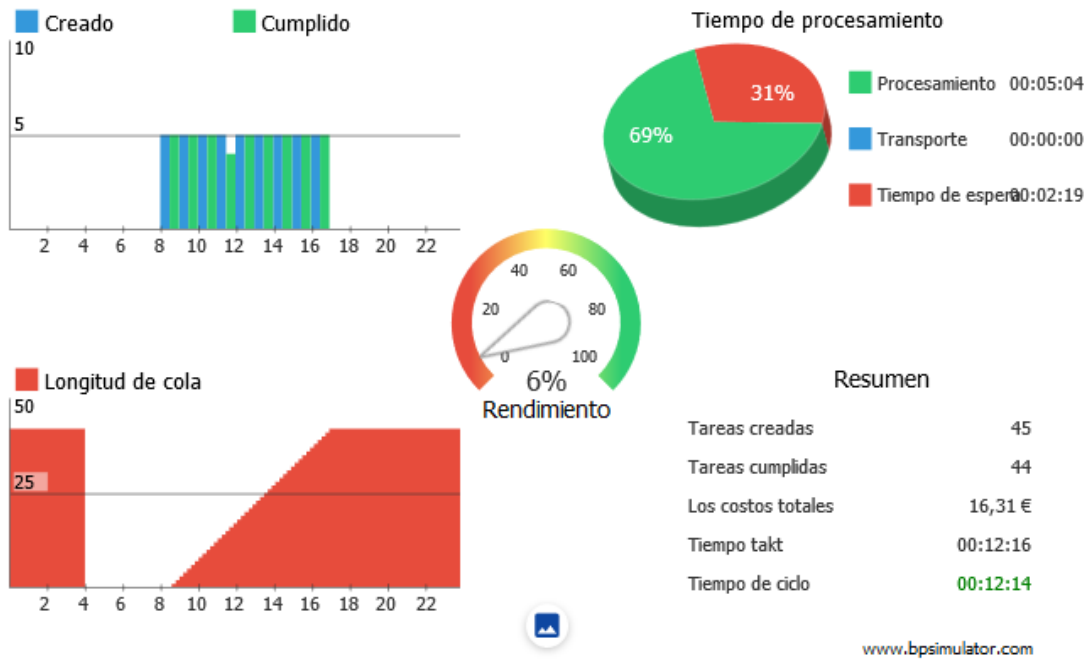 Creado Cumplido
10
5
2 4 6 8 10 12 14 16 18 20 22
Tiempo de procesamiento
31%
69%
Procesamiento 00:05:04
Transporte 00:00:00
Tiempo de espera 00:02:19
0 20 40 60 80 100
6%
Rendimiento
Longitud de cola
50
25
2 4 6 8 10 12 14 16 18 20 22
Resumen
Tareas creadas 45
Tareas cumplidas 44
Los costos totales 16,31 €
Tiempo takt 00:12:16
Tiempo de ciclo 00:12:14
www.bpsimulator.com